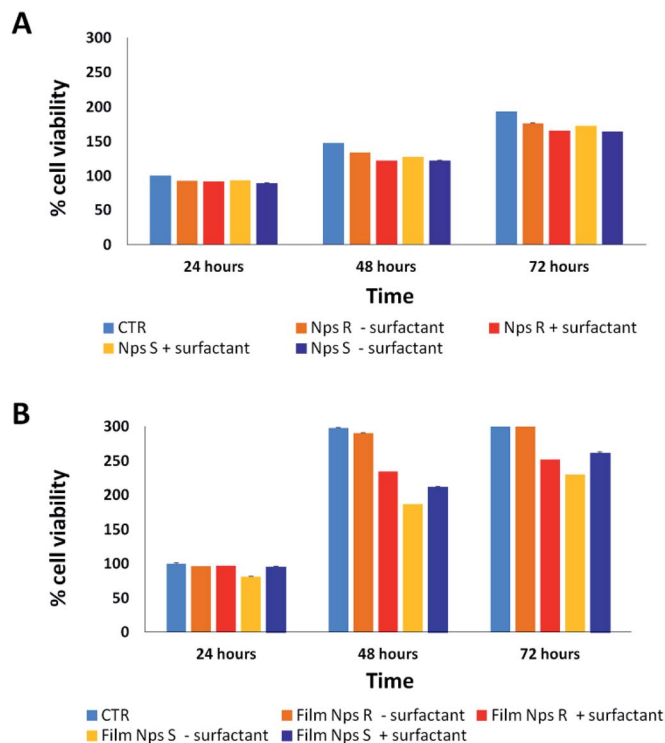 A
300
250
200
150
100
50
0
% cell viability
24 hours 48 hours 72 hours
Time
CTR Nps R - surfactant Nps R + surfactant
Nps S + surfactant Nps S - surfactant
B
300
250
200
150
100
50
0
% cell viability
24 hours 48 hours 72 hours
Time
CTR Film Nps R - surfactant Film Nps R + surfactant
Film Nps S - surfactant Film Nps S + surfactant